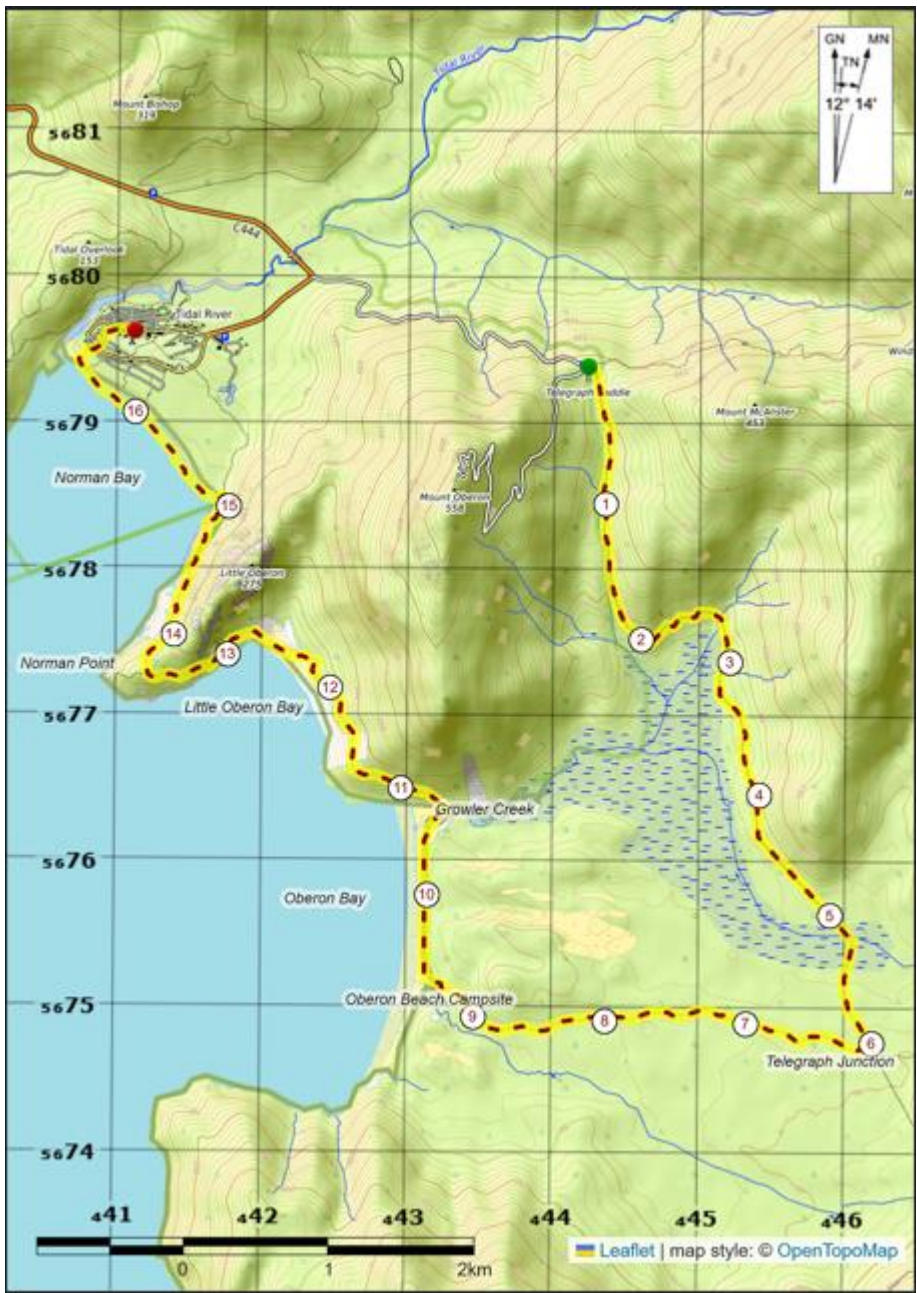 GN MN
TN
12° 14'
Tidal River
Mount Bishop
319
5681
C444
Tidal Overlook
153
5680
Tidal River
Telegraph Saddle
Mount McAlister
453
5679
16
Norman Bay
Mount Oberon
558
1
15
5678
Little Oberon
275
14
2
13
3
Norman Point
12
Little Oberon Bay
5677
11
4
Growler Creek
5676
Oberon Bay
10
5
5675
Oberon Beach Campsite
9
8
7
6
Telegraph Junction
5674
441 442 443 444 445 446
0 1 2km
Leaflet | map style: © OpenTopoMap